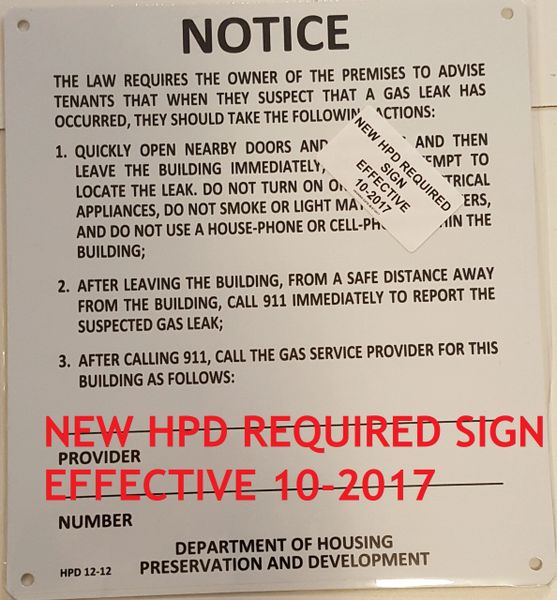 NOTICE
THE LAW REQUIRES THE OWNER OF THE PREMISES TO ADVISE
TENANTS THAT WHEN THEY SUSPECT THAT A GAS LEAK HAS
OCCURRED, THEY SHOULD TAKE THE FOLLOWIN CTIONS:
1. QUICKLY OPEN NEARBY DOORS AND AND THEN
LEAVE THE BUILDING IMMEDIATELY, EMPT TO
LOCATE THE LEAK. DO NOT TURN ON O TRICAL
APPLIANCES, DO NOT SMOKE OR LIGHT MA ERS,
AND DO NOT USE A HOUSE-PHONE OR CELL-PH IN THE
BUILDING;
NEW HPD REQUIRED
SIGN
EFFECTIVE
10-2017
2. AFTER LEAVING THE BUILDING, FROM A SAFE DISTANCE AWAY
FROM THE BUILDING, CALL 911 IMMEDIATELY TO REPORT THE
SUSPECTED GAS LEAK;
3. AFTER CALLING 911, CALL THE GAS SERVICE PROVIDER FOR THIS
BUILDING AS FOLLOWS:
NEW HPD REQUIRED SIGN
PROVIDER
EFFECTIVE 10-2017
NUMBER
DEPARTMENT OF HOUSING
PRESERVATION AND DEVELOPMENT
HPD 12-12